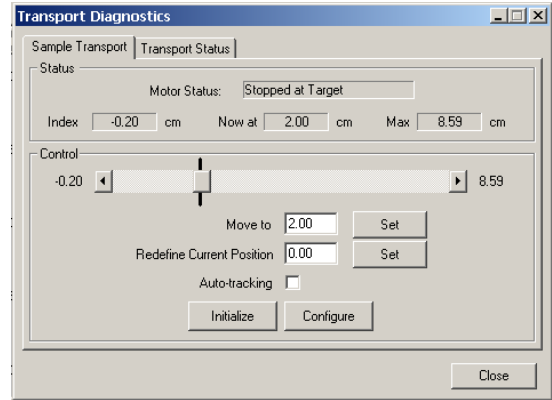 Transport Diagnostics
Sample Transport Transport Status
Status
Motor Status: Stopped at Target
Index -0.20 cm Now at 2.00 cm Max 8.59 cm
Control
-0.20 8.59
Move to 2.00 Set
Redefine Current Position 0.00 Set
Auto-tracking
Initialize Configure
Close